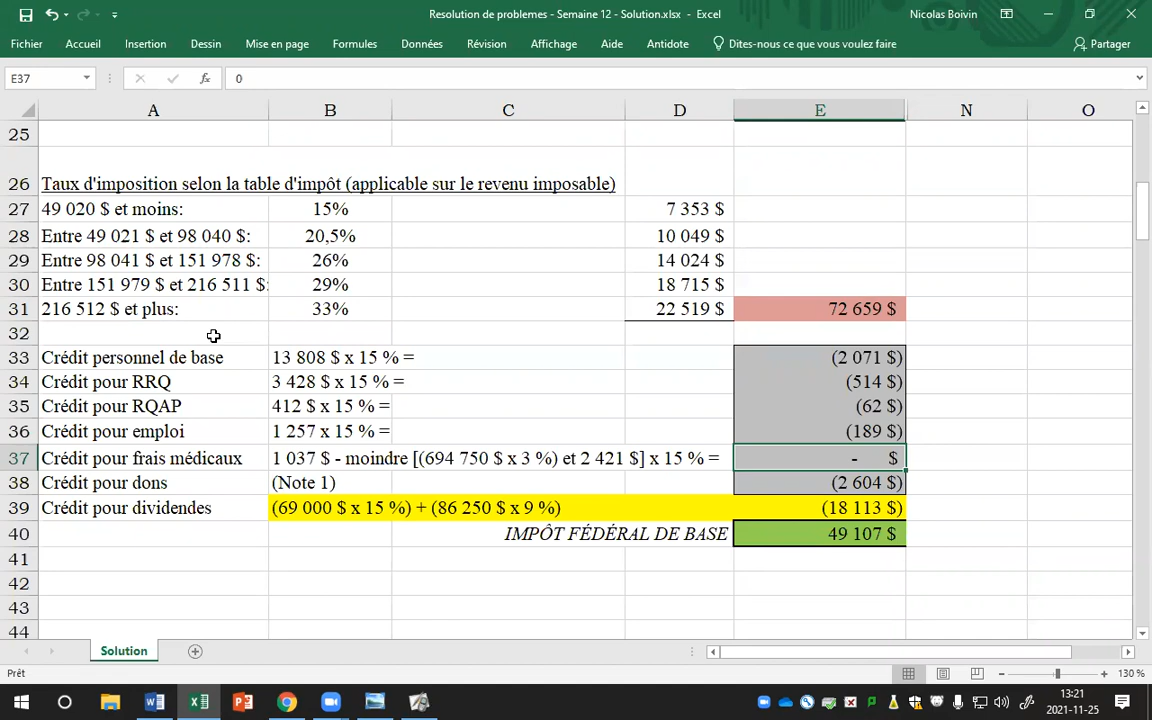 Resolution de problemes - Semaine 12 - Solution.xlsx - Excel
Nicolas Boivin
Fichier Accueil Insertion Dessin Mise en page Formules Données Révision Affichage Aide Antidote Dites-nous ce que vous voulez faire Partager
E37 fx 0
A B C D E N O
25
26 Taux d'imposition selon la table d'impôt (applicable sur le revenu imposable)
27 49 020 $ et moins: 15% 7 353 $
28 Entre 49 021 $ et 98 040 $: 20,5% 10 049 $
29 Entre 98 041 $ et 151 978 $: 26% 14 024 $
30 Entre 151 979 $ et 216 511 $: 29% 18 715 $
31 216 512 $ et plus: 33% 22 519 $ 72 659 $
32
33 Crédit personnel de base 13 808 $ x 15 % = (2 071 $)
34 Crédit pour RRQ 3 428 $ x 15 % = (514 $)
35 Crédit pour RQAP 412 $ x 15 % = (62 $)
36 Crédit pour emploi 1 257 x 15 % = (189 $)
37 Crédit pour frais médicaux 1 037 $ - moindre [(694 750 $ x 3 %) et 2 421 $] x 15 % = - $
38 Crédit pour dons (Note 1) (2 604 $)
39 Crédit pour dividendes (69 000 $ x 15 %) + (86 250 $ x 9 %) (18 113 $)
40 IMPÔT FÉDÉRAL DE BASE 49 107 $
41
42
43
44
Solution
Prêt 130 %
13:21
2021-11-25